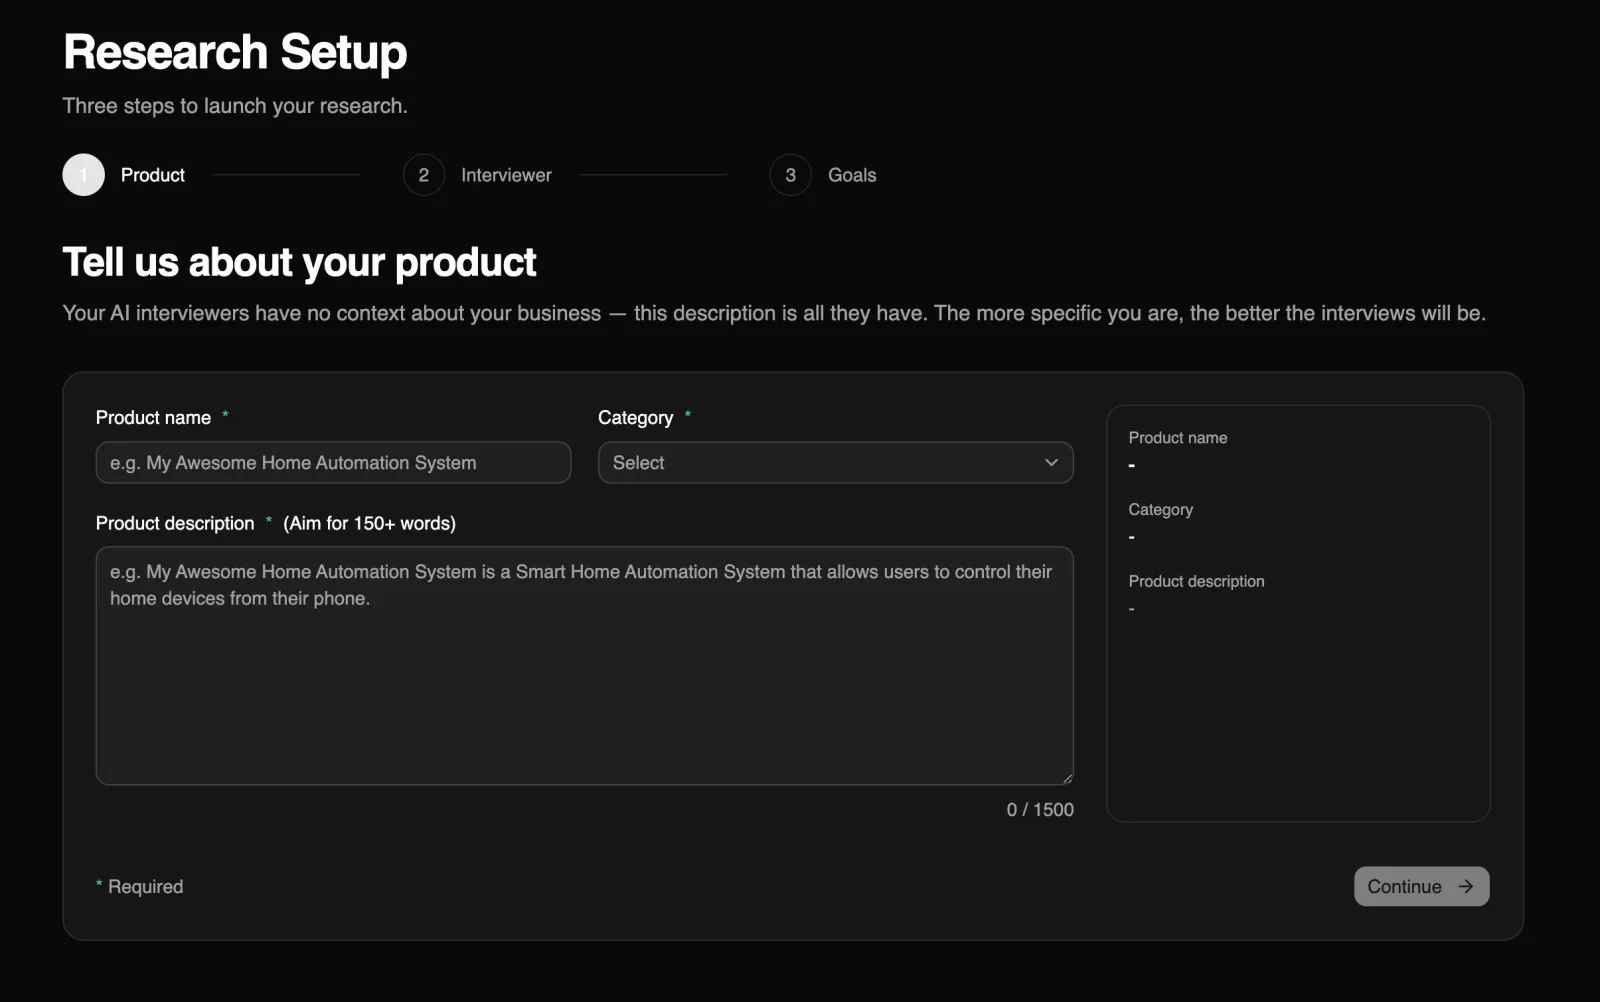 Research Setup
Three steps to launch your research.
1 Product
2 Interviewer
3 Goals
Tell us about your product
Your AI interviewers have no context about your business — this description is all they have. The more specific you are, the better the interviews will be.
Product name *
Category *
e.g. My Awesome Home Automation System
Select
Product description * (Aim for 150+ words)
e.g. My Awesome Home Automation System is a Smart Home Automation System that allows users to control their
home devices from their phone.
0 / 1500
Product name
-
Category
-
Product description
-
* Required
Continue →